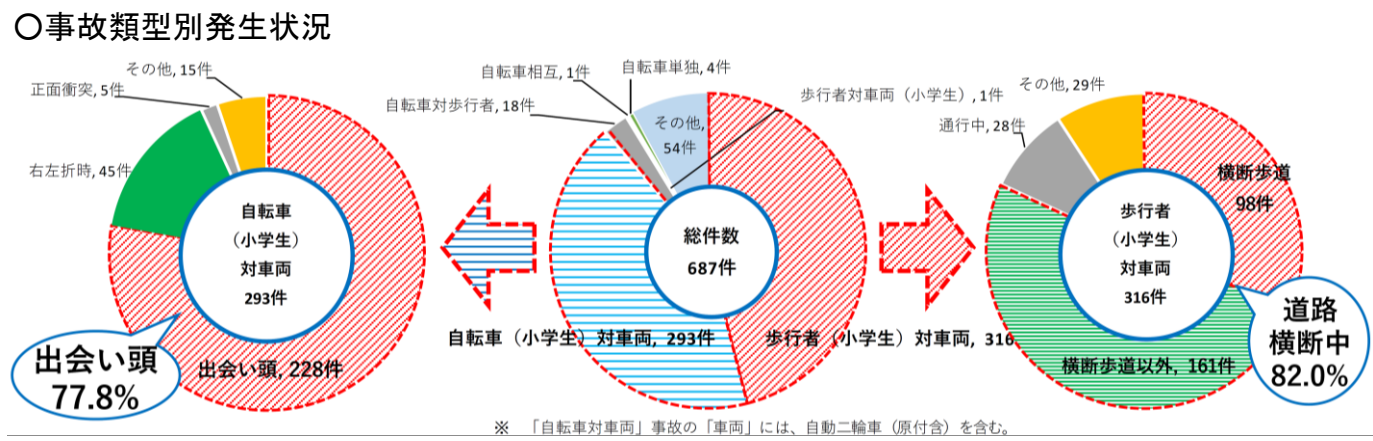 〇事故類型別発生状況
その他, 15件
正面衝突, 5件
右左折時, 45件
自転車
（小学生）
対車両
293件
出会い頭, 228件
出会い頭
77.8%
自転車相互, 1件
自転車単独, 4件
自転車対歩行者, 18件
歩行者対車両（小学生）, 1件
その他,
54件
総件数
687件
自転車（小学生）対車両, 293件
歩行者（小学生）対車両, 316
その他, 29件
通行中, 28件
横断歩道
98件
歩行者
（小学生）
対車両
316件
横断歩道以外, 161件
道路
横断中
82.0%
※　「自転車対車両」事故の「車両」には、自動二輪車（原付含）を含む。